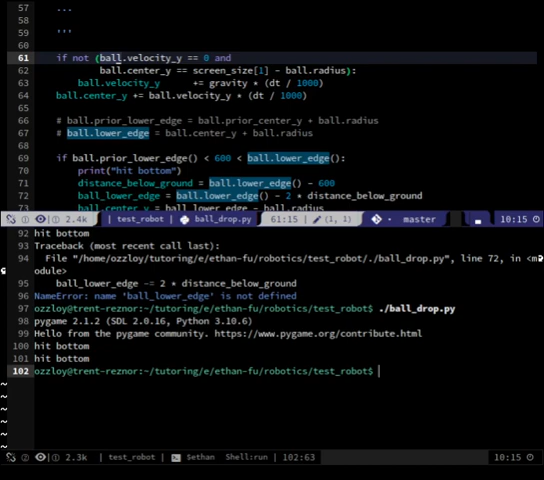 57 ...
58
59 '''
60
61 if not (ball.velocity_y == 0 and
62 ball.center_y == screen_size[1] - ball.radius):
63 ball.velocity_y += gravity * (dt / 1000)
64 ball.center_y += ball.velocity_y * (dt / 1000)
65
66 # ball.prior_lower_edge = ball.prior_center_y + ball.radius
67 # ball.lower_edge = ball.center_y + ball.radius
68
69 if ball.prior_lower_edge() < 600 < ball.lower_edge():
70 print("hit bottom")
71 distance_below_ground = ball.lower_edge() - 600
72 ball_lower_edge = ball.lower_edge() - 2 * distance_below_ground
73 ball.center_y = ball_lower_edge - ball.radius
2.4k | test_robot ball_drop.py 61:15 (1, 1) master 10:15
92 hit bottom
93 Traceback (most recent call last):
94 File "/home/ozzloy/tutoring/e/ethan-fu/robotics/test_robot/./ball_drop.py", line 72, in <m
odule>
95 ball_lower_edge -= 2 * distance_below_ground
96 NameError: name 'ball_lower_edge' is not defined
97 ozzloy@trent-reznor:~/tutoring/e/ethan-fu/robotics/test_robot$ ./ball_drop.py
98 pygame 2.1.2 (SDL 2.0.16, Python 3.10.6)
99 Hello from the pygame community. https://www.pygame.org/contribute.html
100 hit bottom
101 hit bottom
102 ozzloy@trent-reznor:~/tutoring/e/ethan-fu/robotics/test_robot$
~
~
~
~
2.3k | test_robot Sethan Shell:run | 102:63 10:15